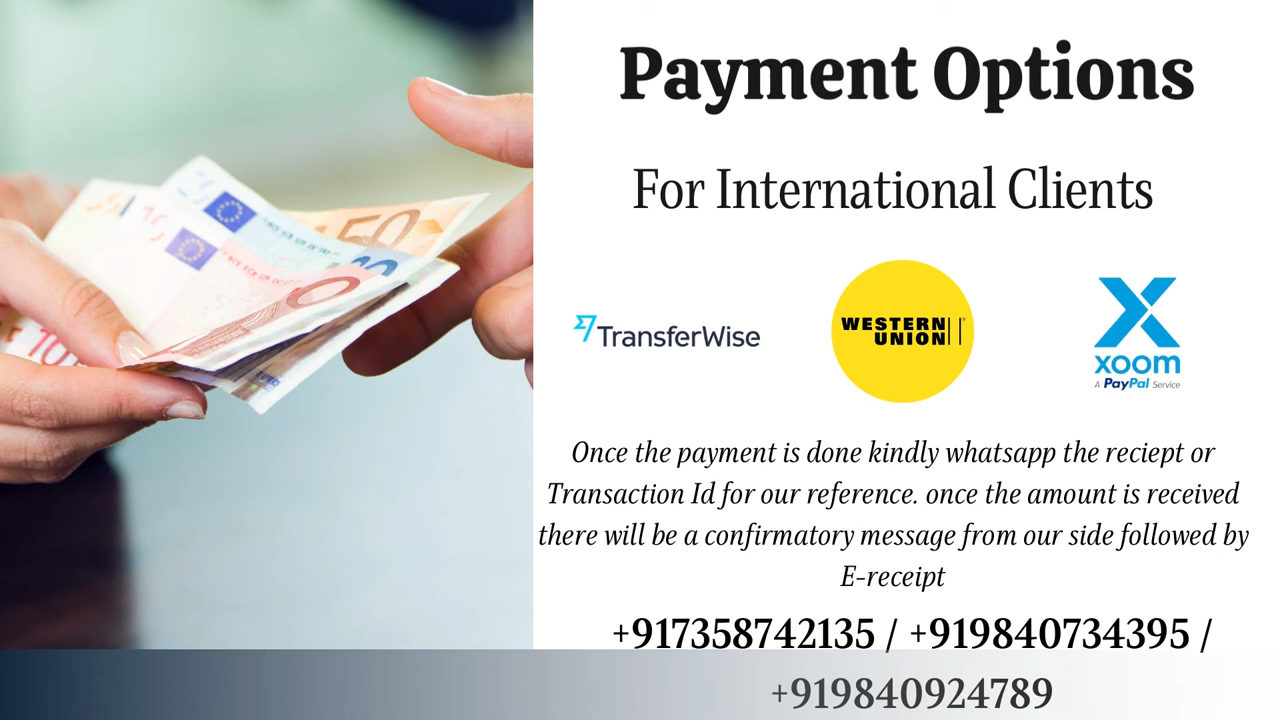 Payment Options
For International Clients
TransferWise
WESTERN
UNION
xoom
A PayPal Service
Once the payment is done kindly whatsapp the reciept or
Transaction Id for our reference. once the amount is received
there will be a confirmatory message from our side followed by
E-receipt
+917358742135 / +919840734395 /
+919840924789
50
10